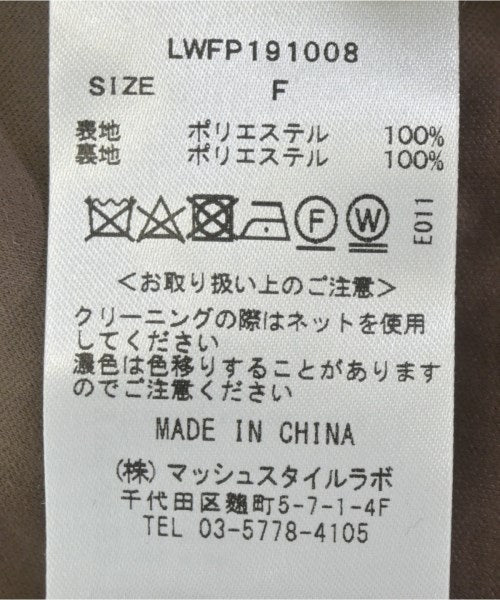 LWFP191008
SIZE F
表地 ポリエステル 100%
裏地 ポリエステル 100%
F W E011
＜お取り扱い上のご注意＞
クリーニングの際はネットを使用
してください
濃色は色移りすることがあります
のでご注意ください
MADE IN CHINA
(株) マッシュスタイルラボ
千代田区麹町5-7-1-4F
TEL 03-5778-4105